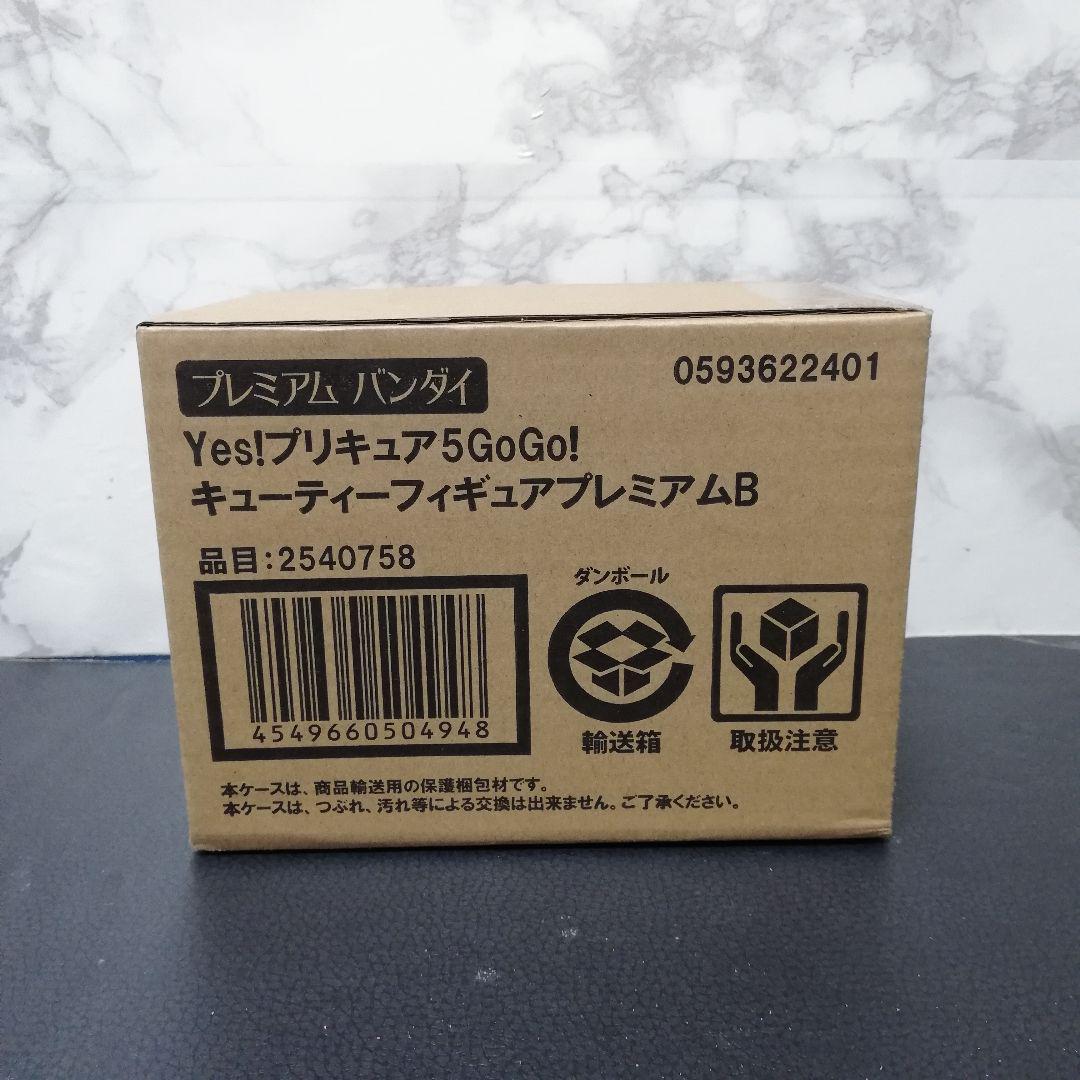 プレミアム バンダイ
0593622401
Yes!プリキュア5GoGo!
キューティーフィギュアプレミアムB
品目:2540758
4549660504948
ダンボール
輸送箱
取扱注意
本ケースは、商品輸送用の保護梱包材です。
本ケースは、つぶれ、汚れ等による交換は出来ません。ご了承ください。